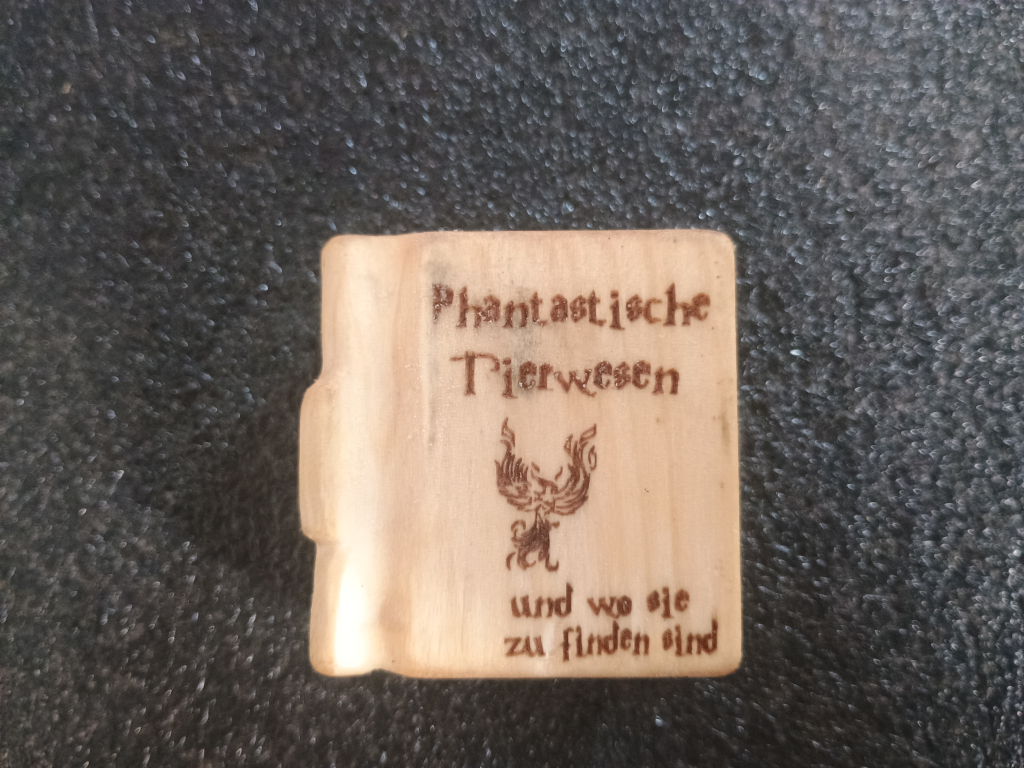 Phantastische
Tierwesen
und wo sie
zu finden sind